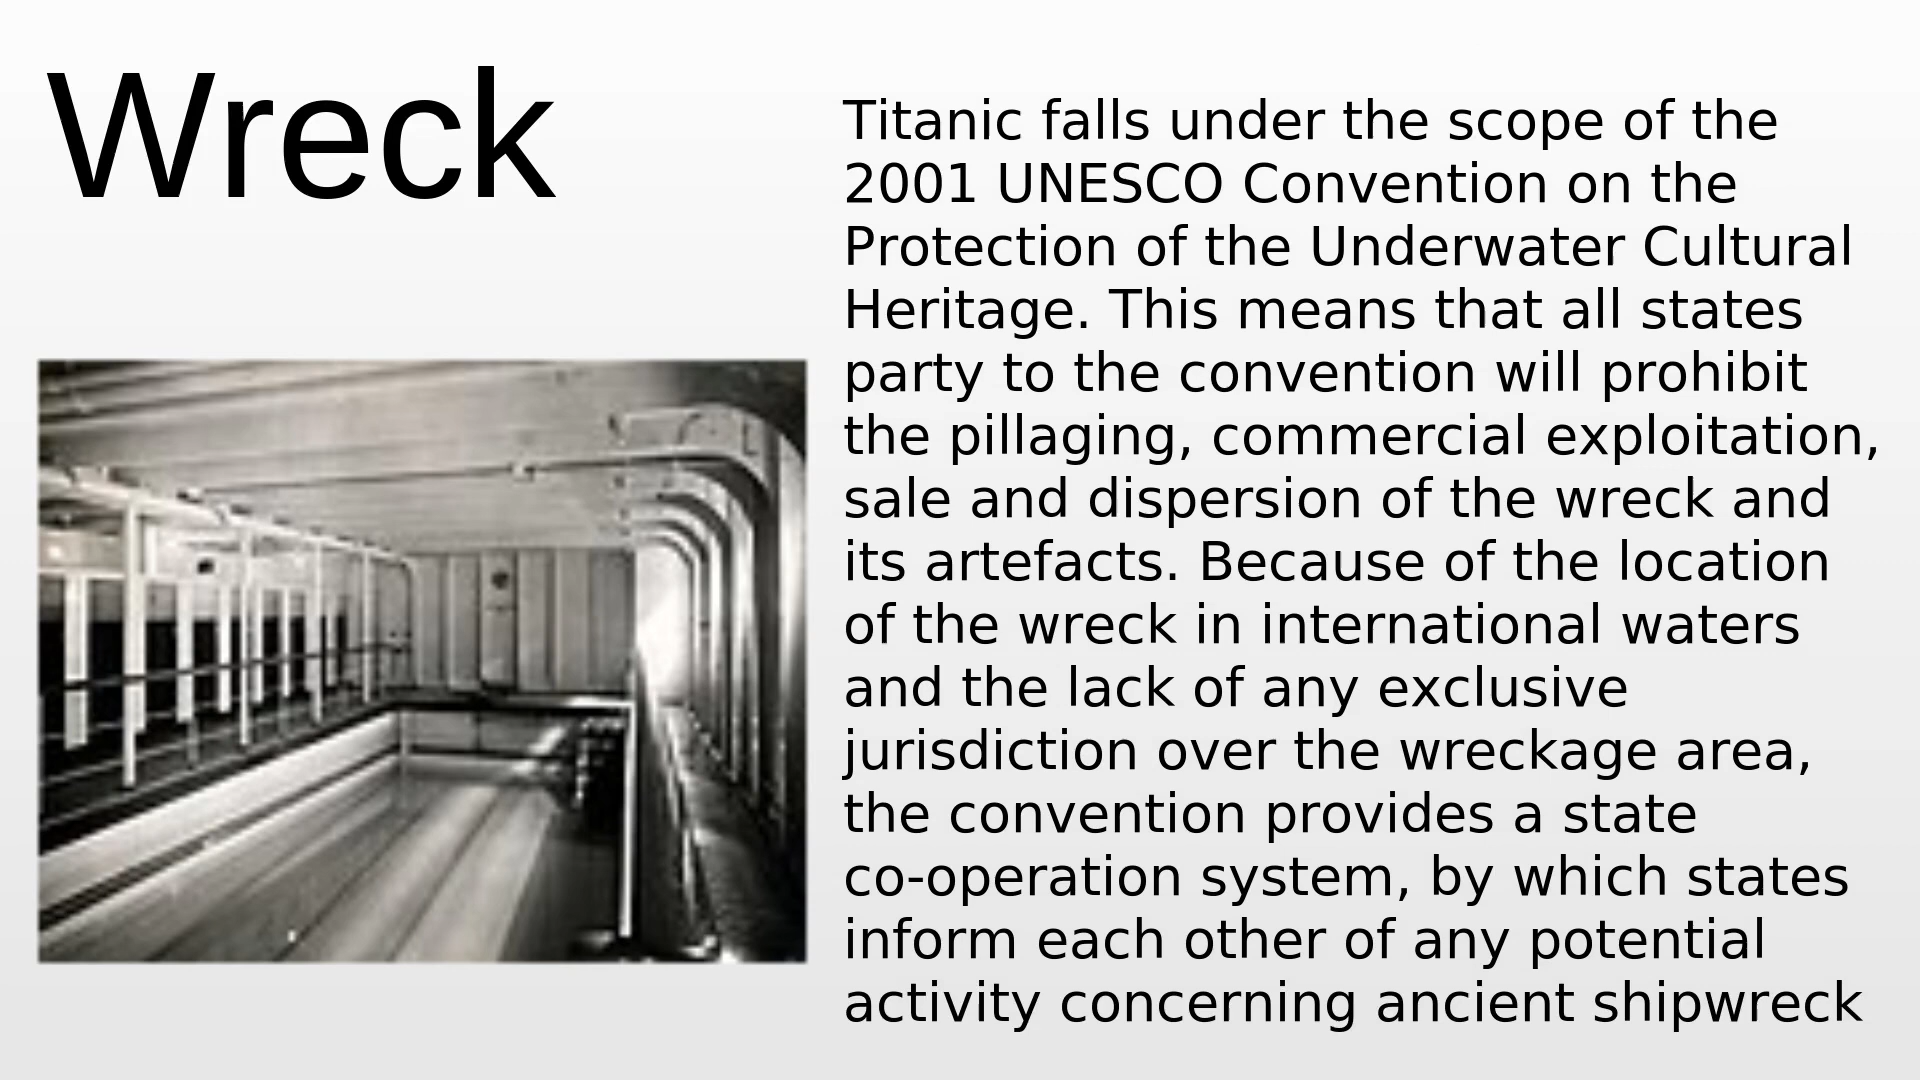 Wreck
Titanic falls under the scope of the
2001 UNESCO Convention on the
Protection of the Underwater Cultural
Heritage. This means that all states
party to the convention will prohibit
the pillaging, commercial exploitation,
sale and dispersion of the wreck and
its artefacts. Because of the location
of the wreck in international waters
and the lack of any exclusive
jurisdiction over the wreckage area,
the convention provides a state
co-operation system, by which states
inform each other of any potential
activity concerning ancient shipwreck